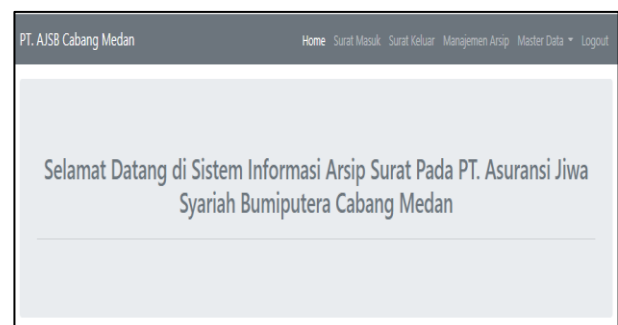 PT. AJSB Cabang Medan Home Surat Masuk Surat Keluar Manajemen Arsip Master Data Logout
Selamat Datang di Sistem Informasi Arsip Surat Pada PT. Asuransi Jiwa
Syariah Bumiputera Cabang Medan